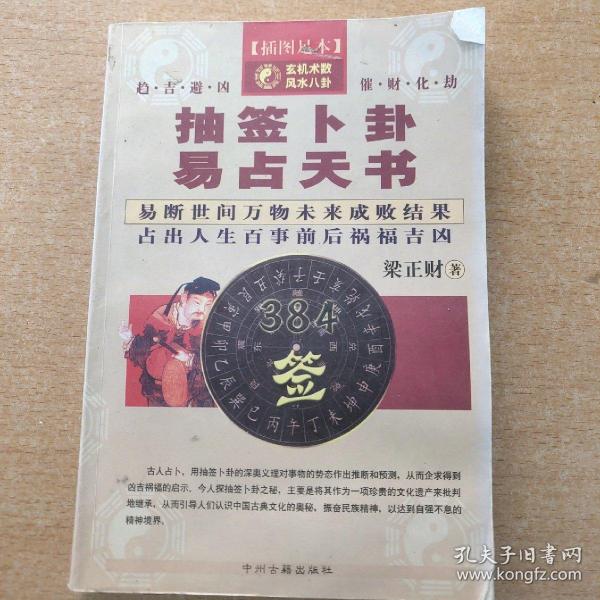 【插图足本】
玄机术数
风水八卦
趋·吉·避·凶
催·财·化·劫
抽签卜卦
易占天书
易断世间万物未来成败结果
占出人生百事前后祸福吉凶
梁正财 著
384
签
东
西
古人占卜，用抽签卜卦的深奥义理对事物的势态作出推断和预测，从而企求得到
凶吉祸福的启示。今人探抽签卜卦之秘，主要是将其作为一项珍贵的文化遗产来批判
地继承，从而引导人们认识中国古典文化的奥秘，振奋民族精神，以达到自强不息的
精神境界。
中州古籍出版社
孔夫子旧书网
www.kongfz.com